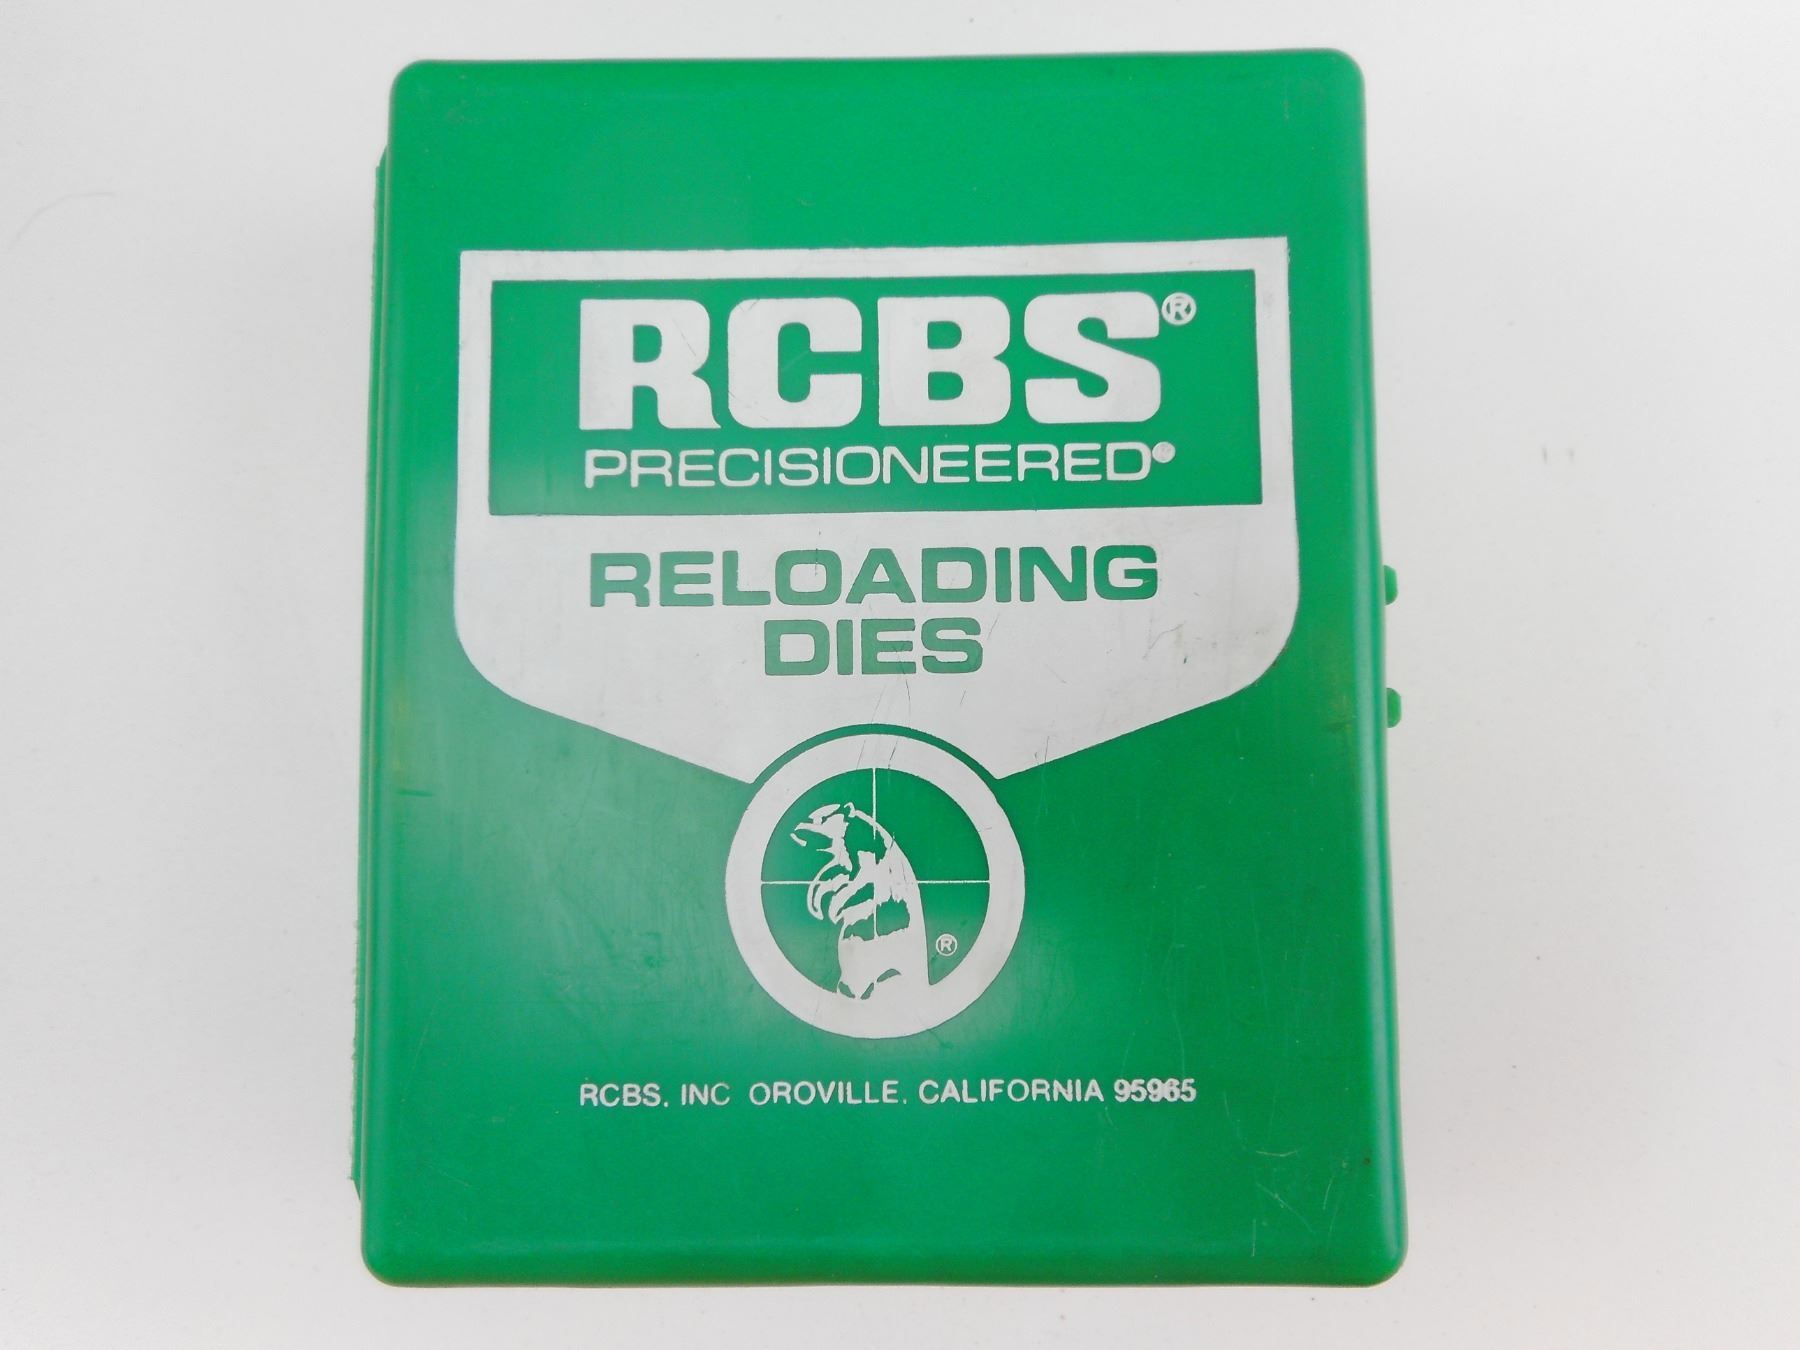 RCBS®
PRECISIONEERED®
RELOADING
DIES
®
RCBS, INC OROVILLE, CALIFORNIA 95965